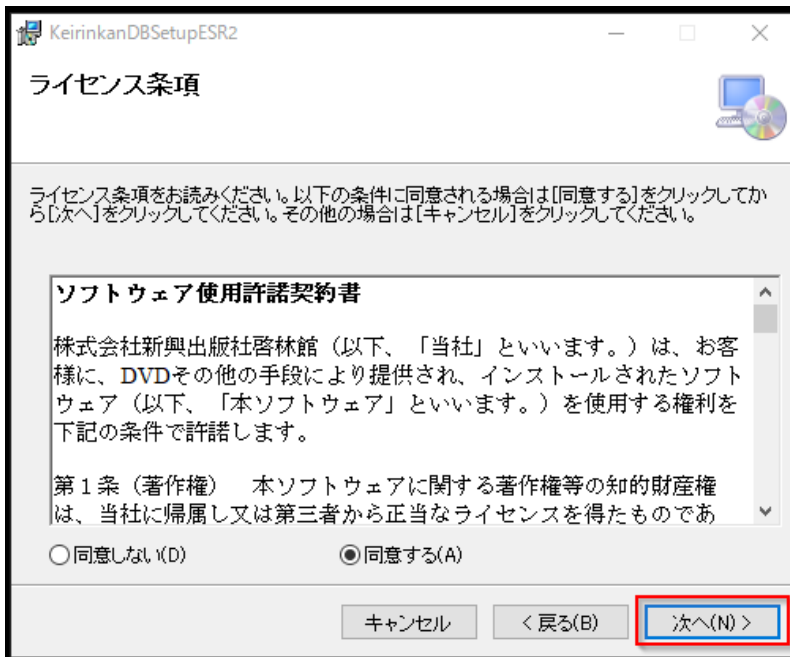 KeirinkanDBSetupESR2
ライセンス条項
ライセンス条項をお読みください。以下の条件に同意される場合は[同意する]をクリックしてか
ら[次へ]をクリックしてください。その他の場合は[キャンセル]をクリックしてください。
ソフトウェア使用許諾契約書
株式会社新興出版社啓林館（以下、「当社」といいます。）は、お客
様に、DVDその他の手段により提供され、インストールされたソフト
ウェア（以下、「本ソフトウェア」といいます。）を使用する権利を
下記の条件で許諾します。
第１条（著作権）　本ソフトウェアに関する著作権等の知的財産権
は、当社に帰属し又は第三者から正当なライセンスを得たものであ
同意しない(D) 同意する(A)
キャンセル < 戻る(B) 次へ(N) >